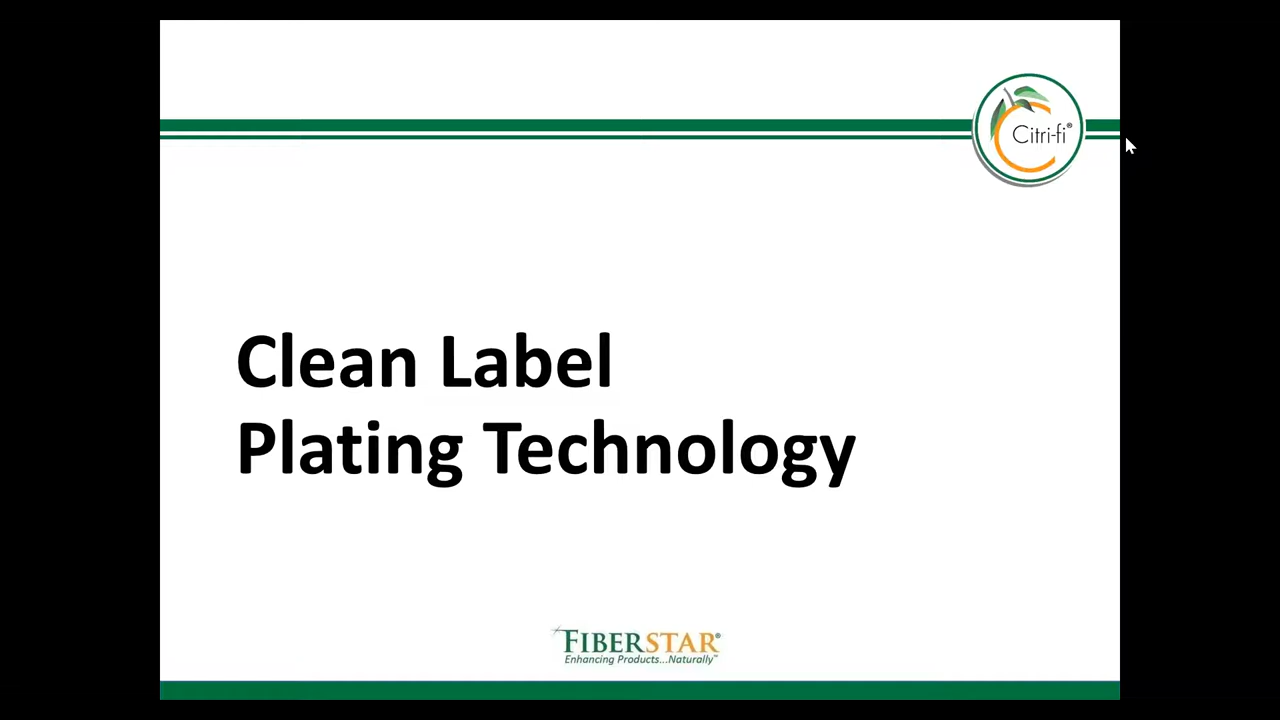 Citri-fi®
Clean Label
Plating Technology
FIBERSTAR®
Enhancing Products...Naturally™